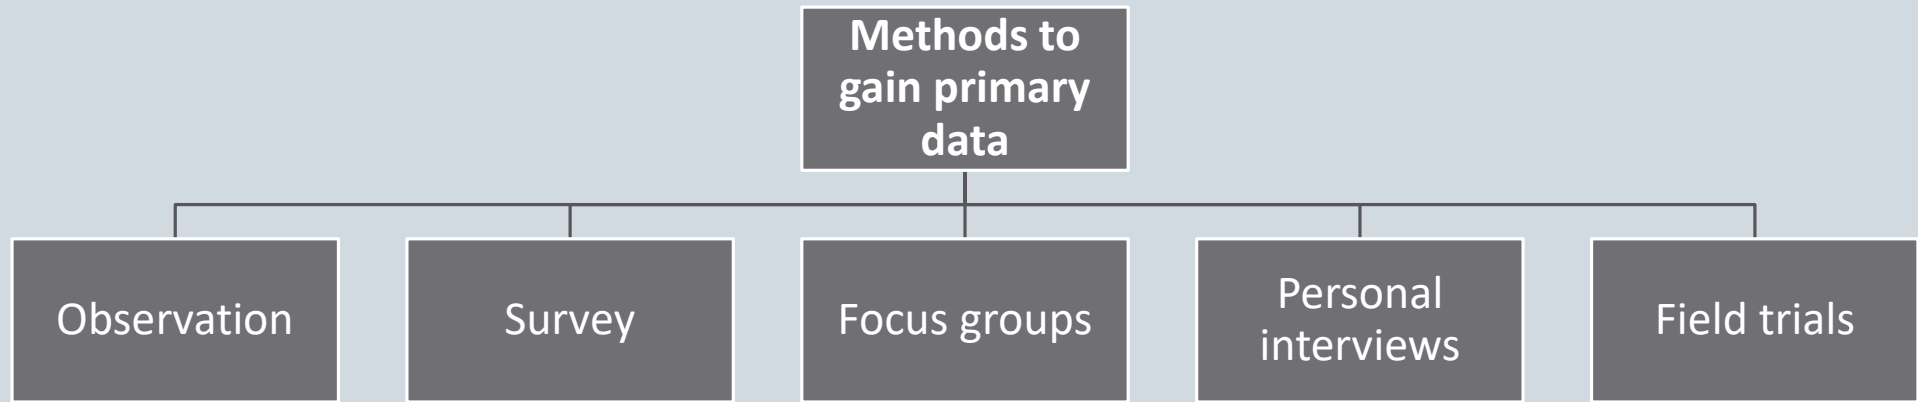 Methods to
gain primary
data
Observation
Survey
Focus groups
Personal
interviews
Field trials